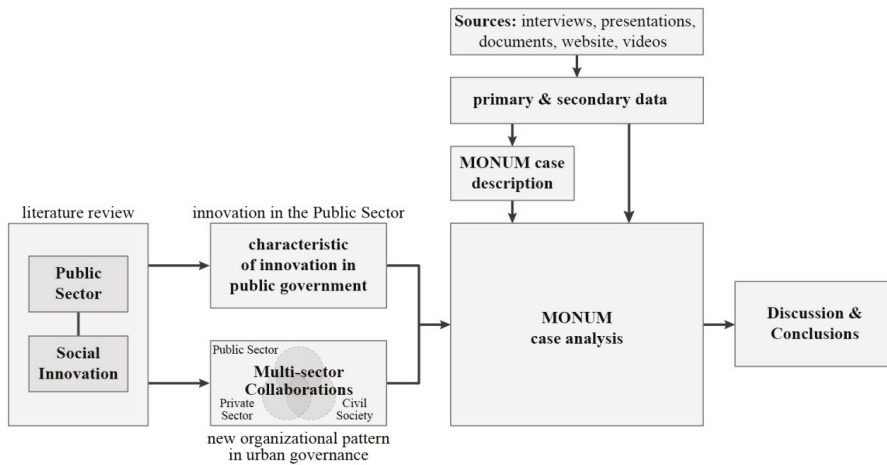 Sources: interviews, presentations,
documents, website, videos
primary & secondary data
MONUM case
description
literature review
innovation in the Public Sector
Public
Sector
Social
Innovation
characteristic
of innovation in
public government
Public Sector
Multi-sector
Collaborations
Private
Sector
Civil
Society
new organizational pattern
in urban governance
MONUM
case analysis
Discussion &
Conclusions